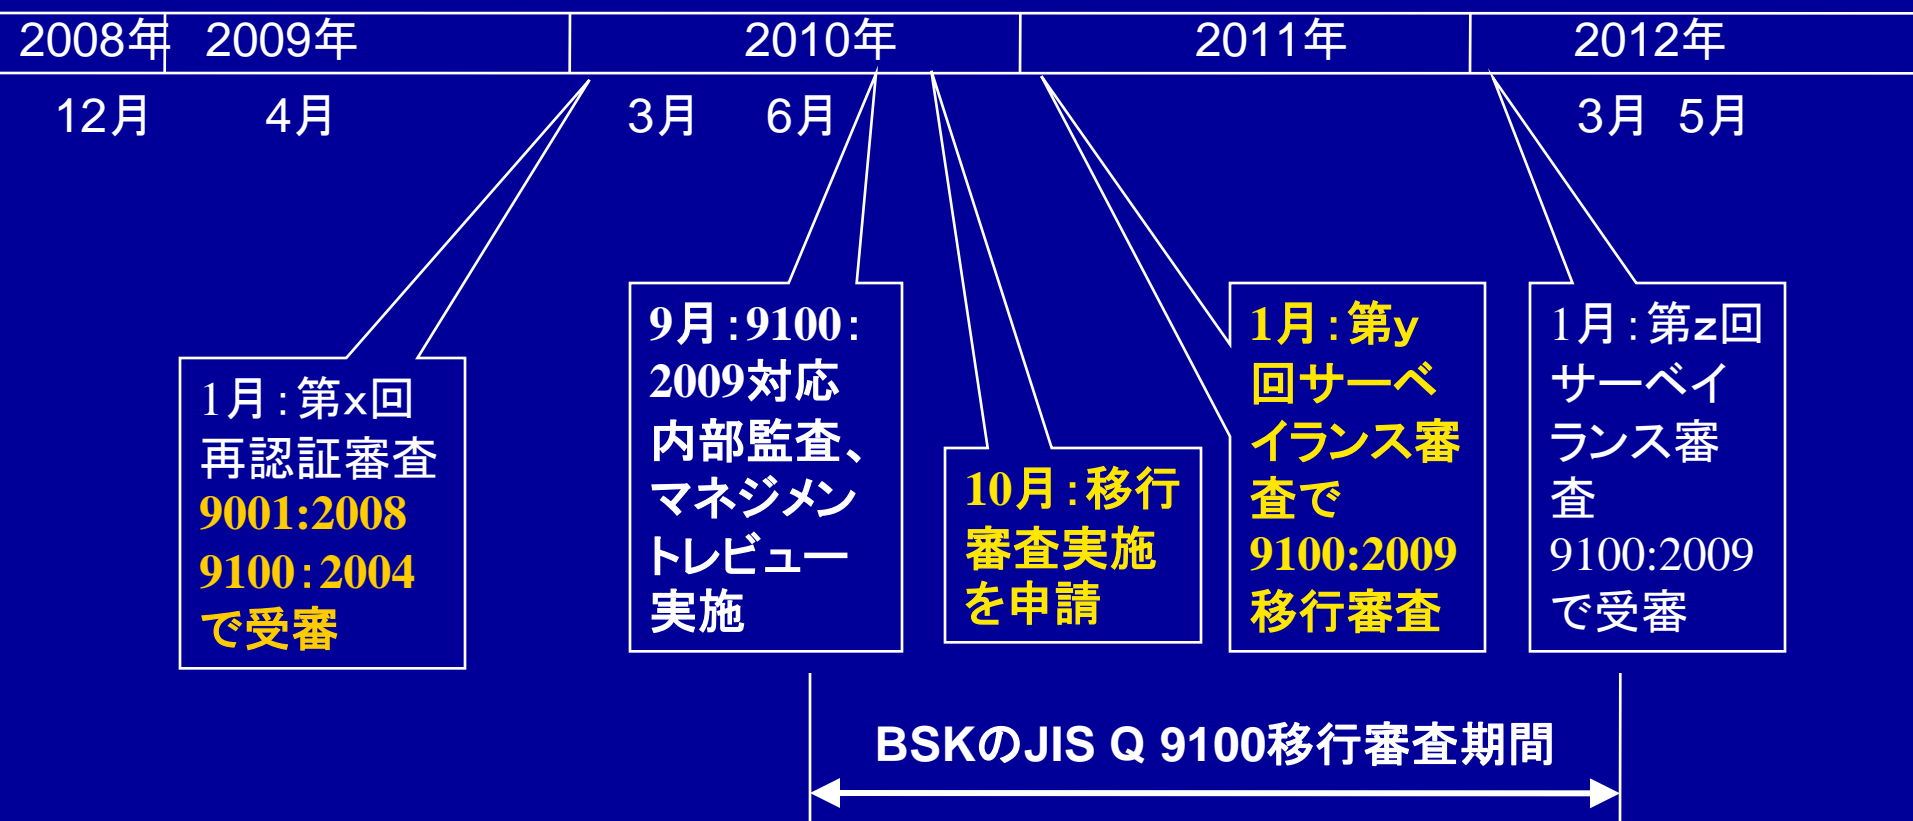 2008年 2009年 2010年 2011年 2012年
12月 4月 3月 6月 3月 5月
1月：第x回
再認証審査
9001:2008
9100：2004
で受審
9月：9100：
2009対応
内部監査、
マネジメン
トレビュー
実施
10月：移行
審査実施
を申請
1月：第y
回サーベ
イランス審
査で
9100:2009
移行審査
1月：第z回
サーベイ
ランス審
査
9100:2009
で受審
BSKのJIS Q 9100移行審査期間